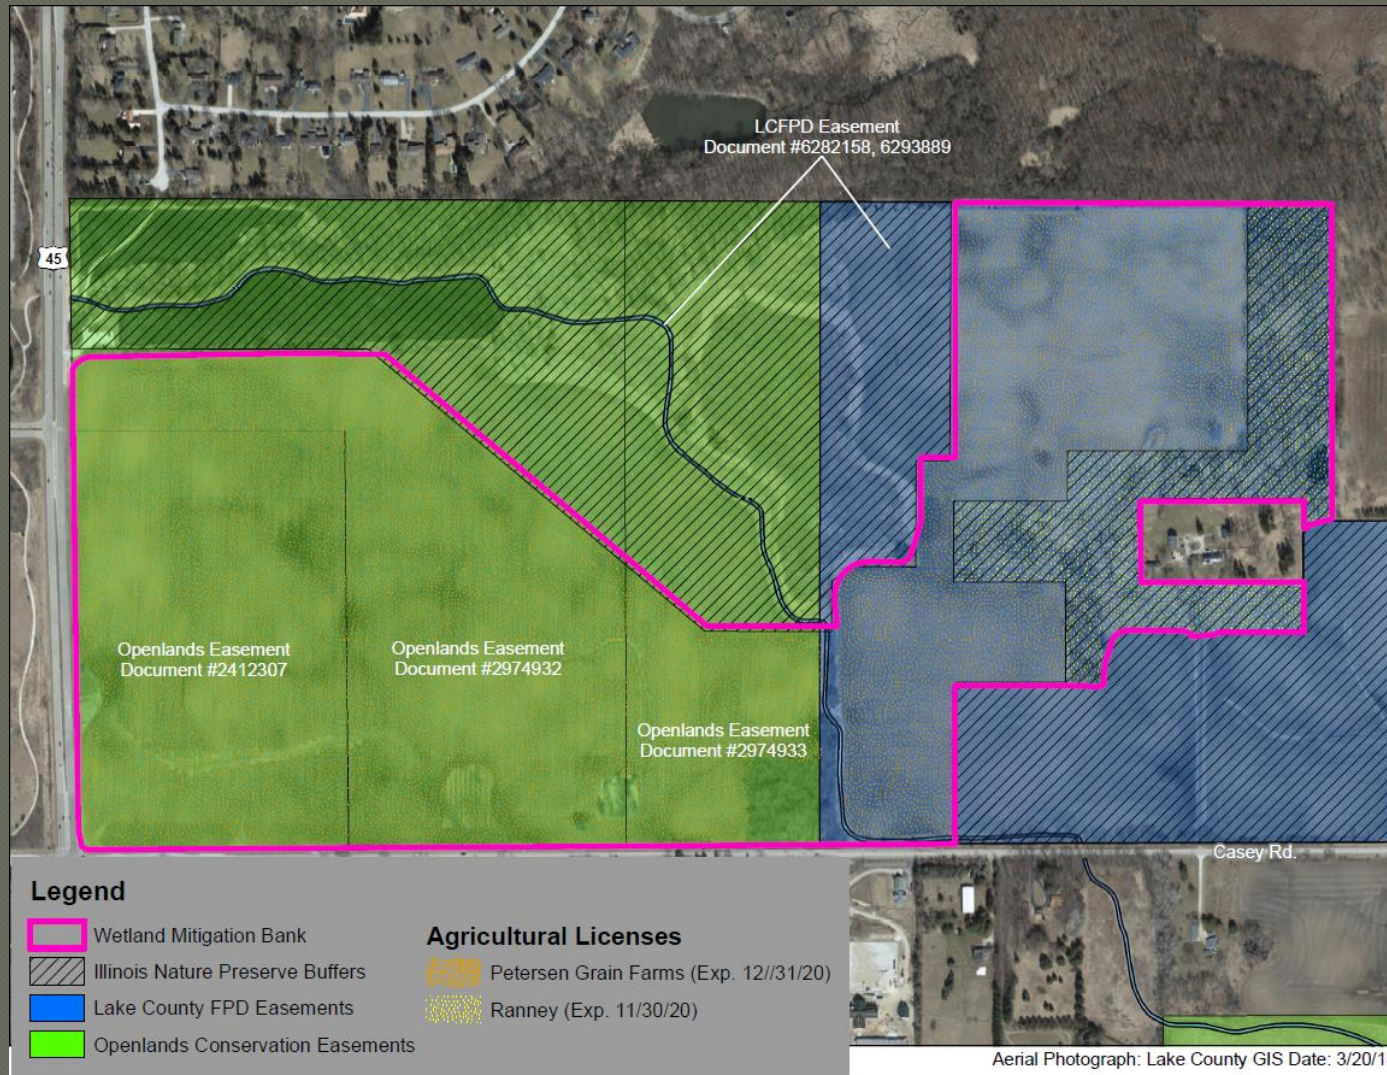 LCFPD Easement
Document #6282158, 6293889
45
Openlands Easement
Document #2412307
Openlands Easement
Document #2974932
Openlands Easement
Document #2974933
Casey Rd.
Legend
Wetland Mitigation Bank
Illinois Nature Preserve Buffers
Lake County FPD Easements
Openlands Conservation Easements
Agricultural Licenses
Petersen Grain Farms (Exp. 12//31/20)
Ranney (Exp. 11/30/20)
Aerial Photograph: Lake County GIS Date: 3/20/1